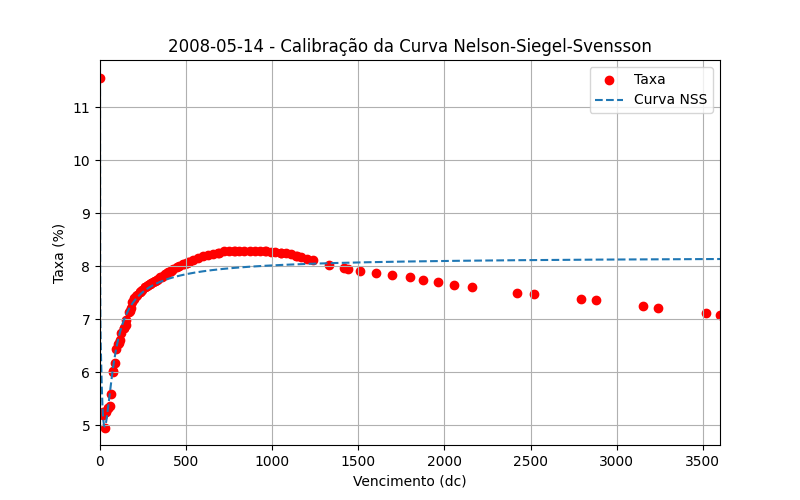 2008-05-14 - Calibração da Curva Nelson-Siegel-Svensson
Taxa
Curva NSS
Taxa (%)
11
10
9
8
7
6
5
0 500 1000 1500 2000 2500 3000 3500
Vencimento (dc)